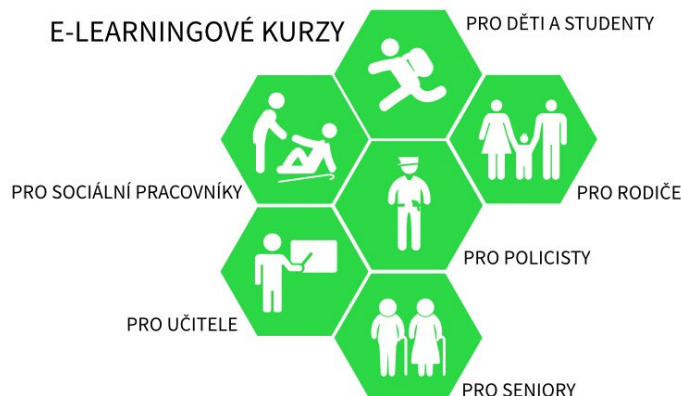 E-LEARNINGOVÉ KURZY
PRO DĚTI A STUDENTY
PRO SOCIÁLNÍ PRACOVNÍKY
PRO RODIČE
PRO POLICISTY
PRO UČITELE
PRO SENIORY